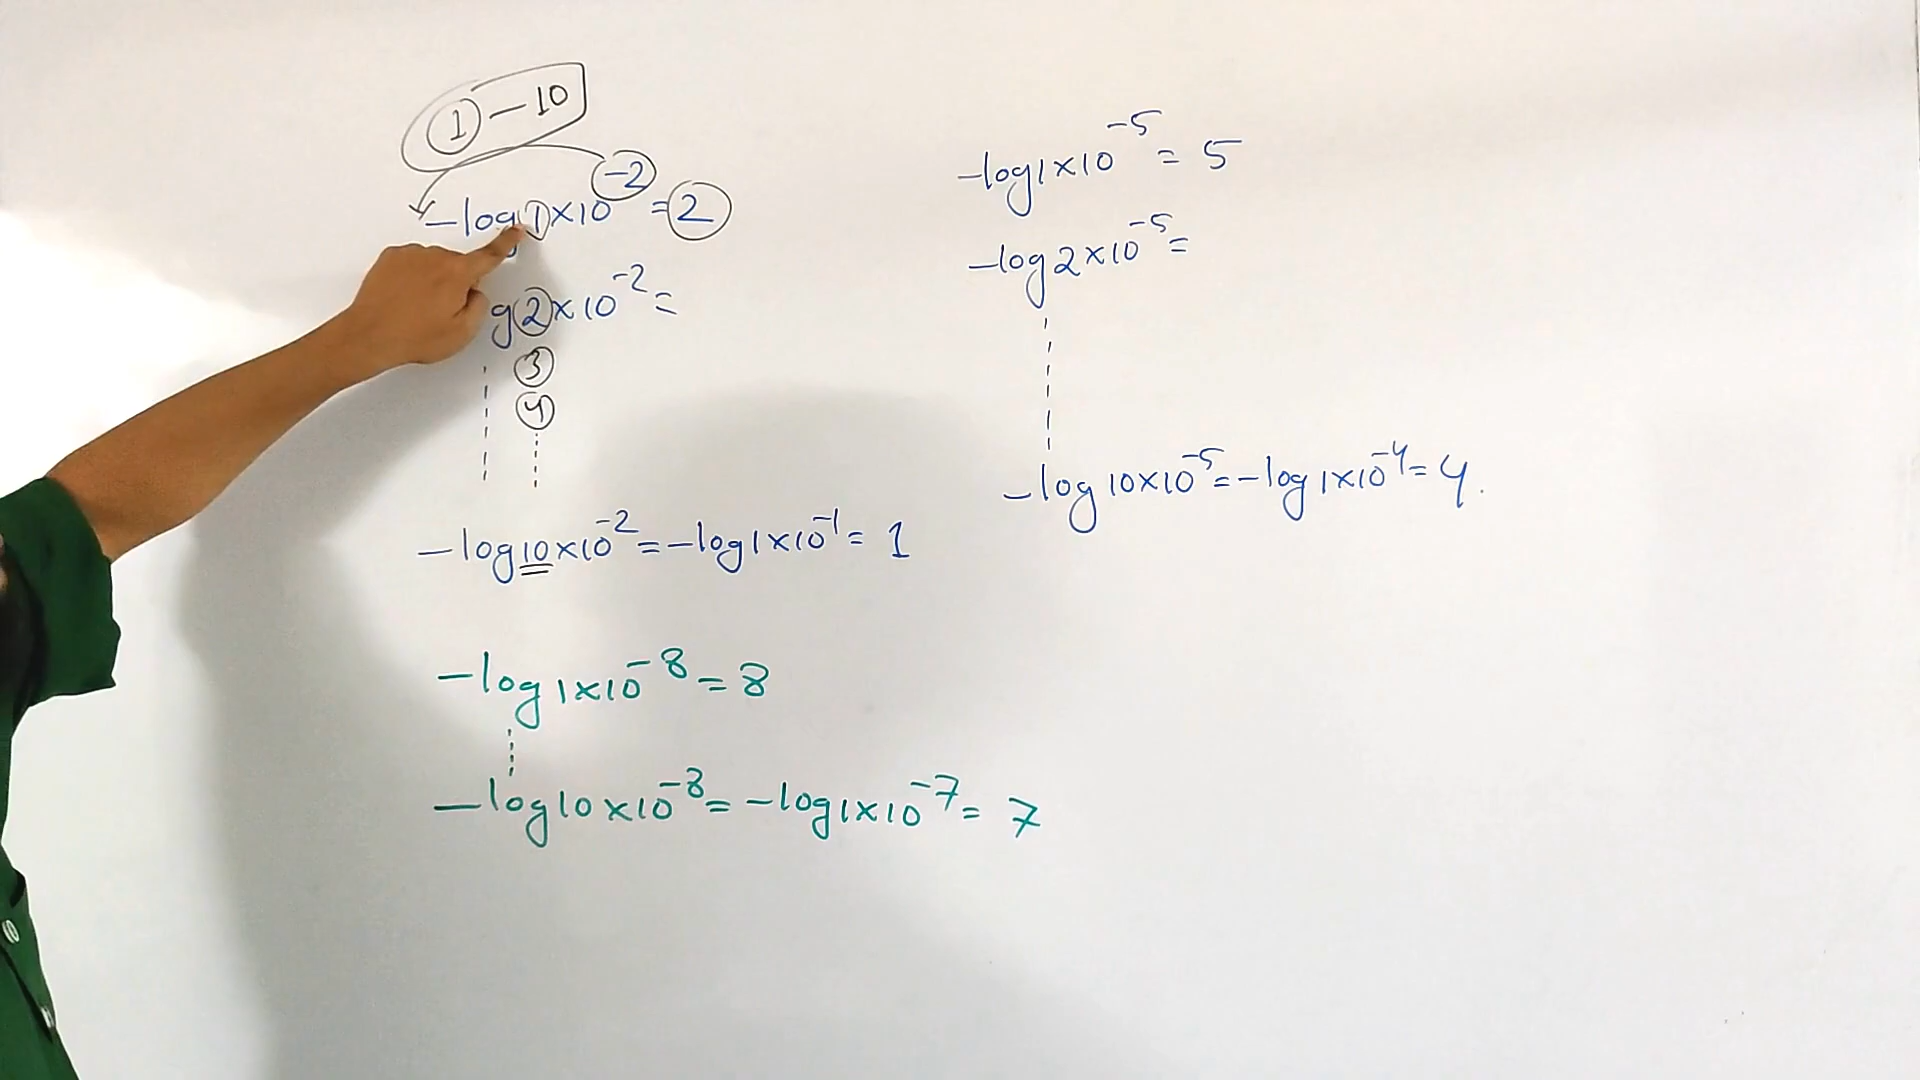 1 – 10
-log 1×10⁻² = 2
g 2×10⁻² =
3
4
-log 10×10⁻² = -log 1×10⁻¹ = 1
-log 1×10⁻⁸ = 8
-log 10×10⁻⁸ = -log 1×10⁻⁷ = 7
-log 1×10⁻⁵ = 5
-log 2×10⁻⁵ =
-log 10×10⁻⁵ = -log 1×10⁻⁴ = 4.